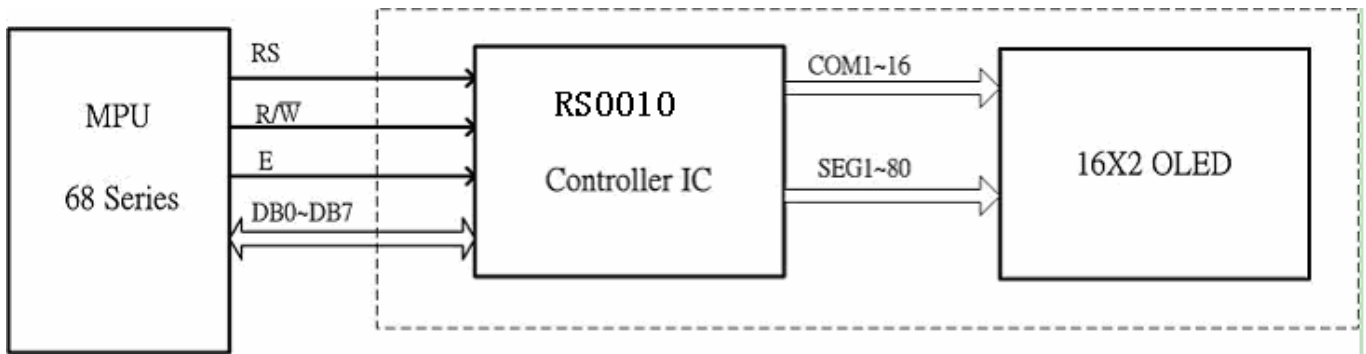 MPU
68 Series
RS
R/W̅
E
DB0~DB7
RS0010
Controller IC
COM1~16
SEG1~80
16X2 OLED